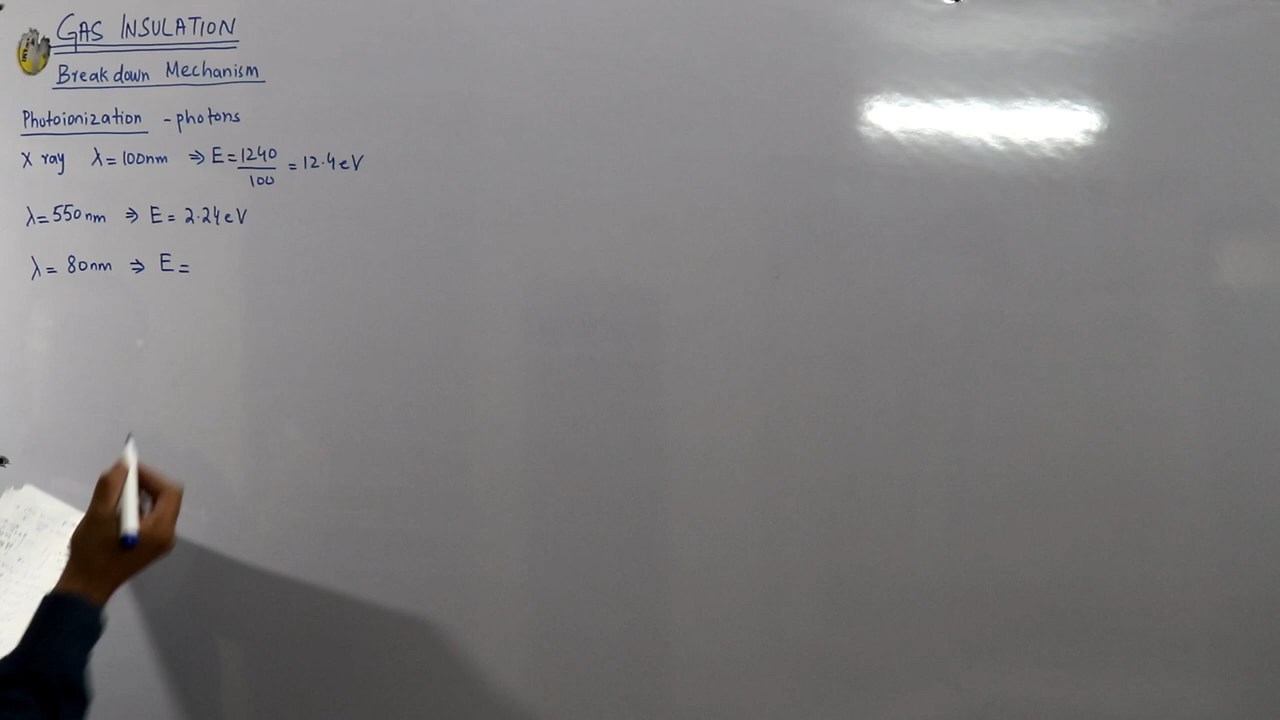 GAS INSULATION
Breakdown Mechanism
Photoionization - photons
X ray λ = 100nm ⇒ E = 1240/100 = 12.4eV
λ = 550nm ⇒ E = 2.24eV
λ = 80nm ⇒ E =